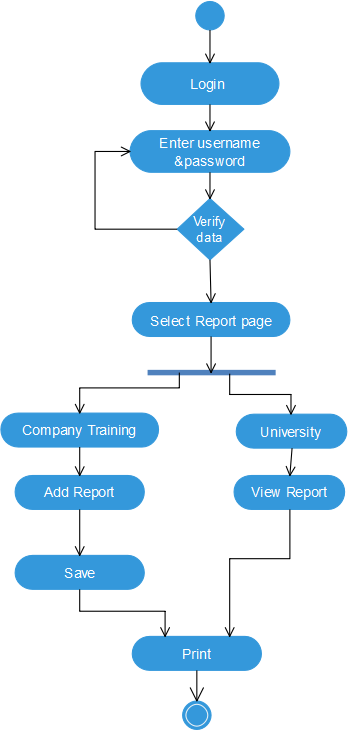 Login
Enter username
&password
Verify
data
Select Report page
Company Training
University
Add Report
View Report
Save
Print